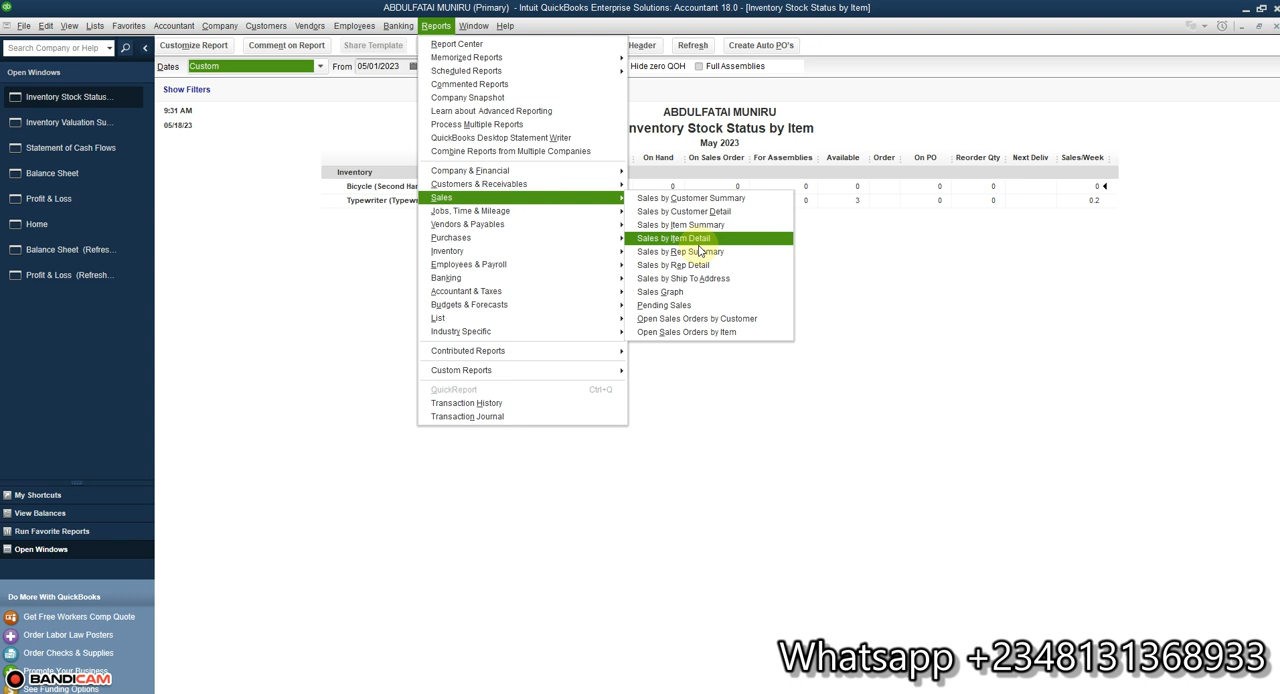 ABDULFATAI MUNIRU (Primary) - Intuit QuickBooks Enterprise Solutions: Accountant 18.0 - [Inventory Stock Status by Item]
File Edit View Lists Favorites Accountant Company Customers Vendors Employees Banking Reports Window Help
Search Company or Help
Customize Report Comment on Report Share Template Header Refresh Create Auto PO's
Dates Custom From 05/01/2023 Hide zero QOH Full Assemblies
Show Filters
9:31 AM
05/18/23
ABDULFATAI MUNIRU
nventory Stock Status by Item
May 2023
On Hand On Sales Order For Assemblies Available Order On PO Reorder Qty Next Deliv Sales/Week
Inventory
Bicycle (Second Har 0 0 0 0 0 0 0
Typewriter (Typew 0 3 0 0 0.2
Open Windows
Inventory Stock Status...
Inventory Valuation Su...
Statement of Cash Flows
Balance Sheet
Profit & Loss
Home
Balance Sheet (Refres...
Profit & Loss (Refresh...
Report Center
Memorized Reports
Scheduled Reports
Commented Reports
Company Snapshot
Learn about Advanced Reporting
Process Multiple Reports
QuickBooks Desktop Statement Writer
Combine Reports from Multiple Companies
Company & Financial
Customers & Receivables
Sales
Jobs, Time & Mileage
Vendors & Payables
Purchases
Inventory
Employees & Payroll
Banking
Accountant & Taxes
Budgets & Forecasts
List
Industry Specific
Contributed Reports
Custom Reports
QuickReport Ctrl+Q
Transaction History
Transaction Journal
Sales by Customer Summary
Sales by Customer Detail
Sales by Item Summary
Sales by Item Detail
Sales by Rep Summary
Sales by Rep Detail
Sales by Ship To Address
Sales Graph
Pending Sales
Open Sales Orders by Customer
Open Sales Orders by Item
My Shortcuts
View Balances
Run Favorite Reports
Open Windows
Do More With QuickBooks
Get Free Workers Comp Quote
Order Labor Law Posters
Order Checks & Supplies
Promote Your Business
See Funding Options
BANDICAM
Whatsapp +2348131368933